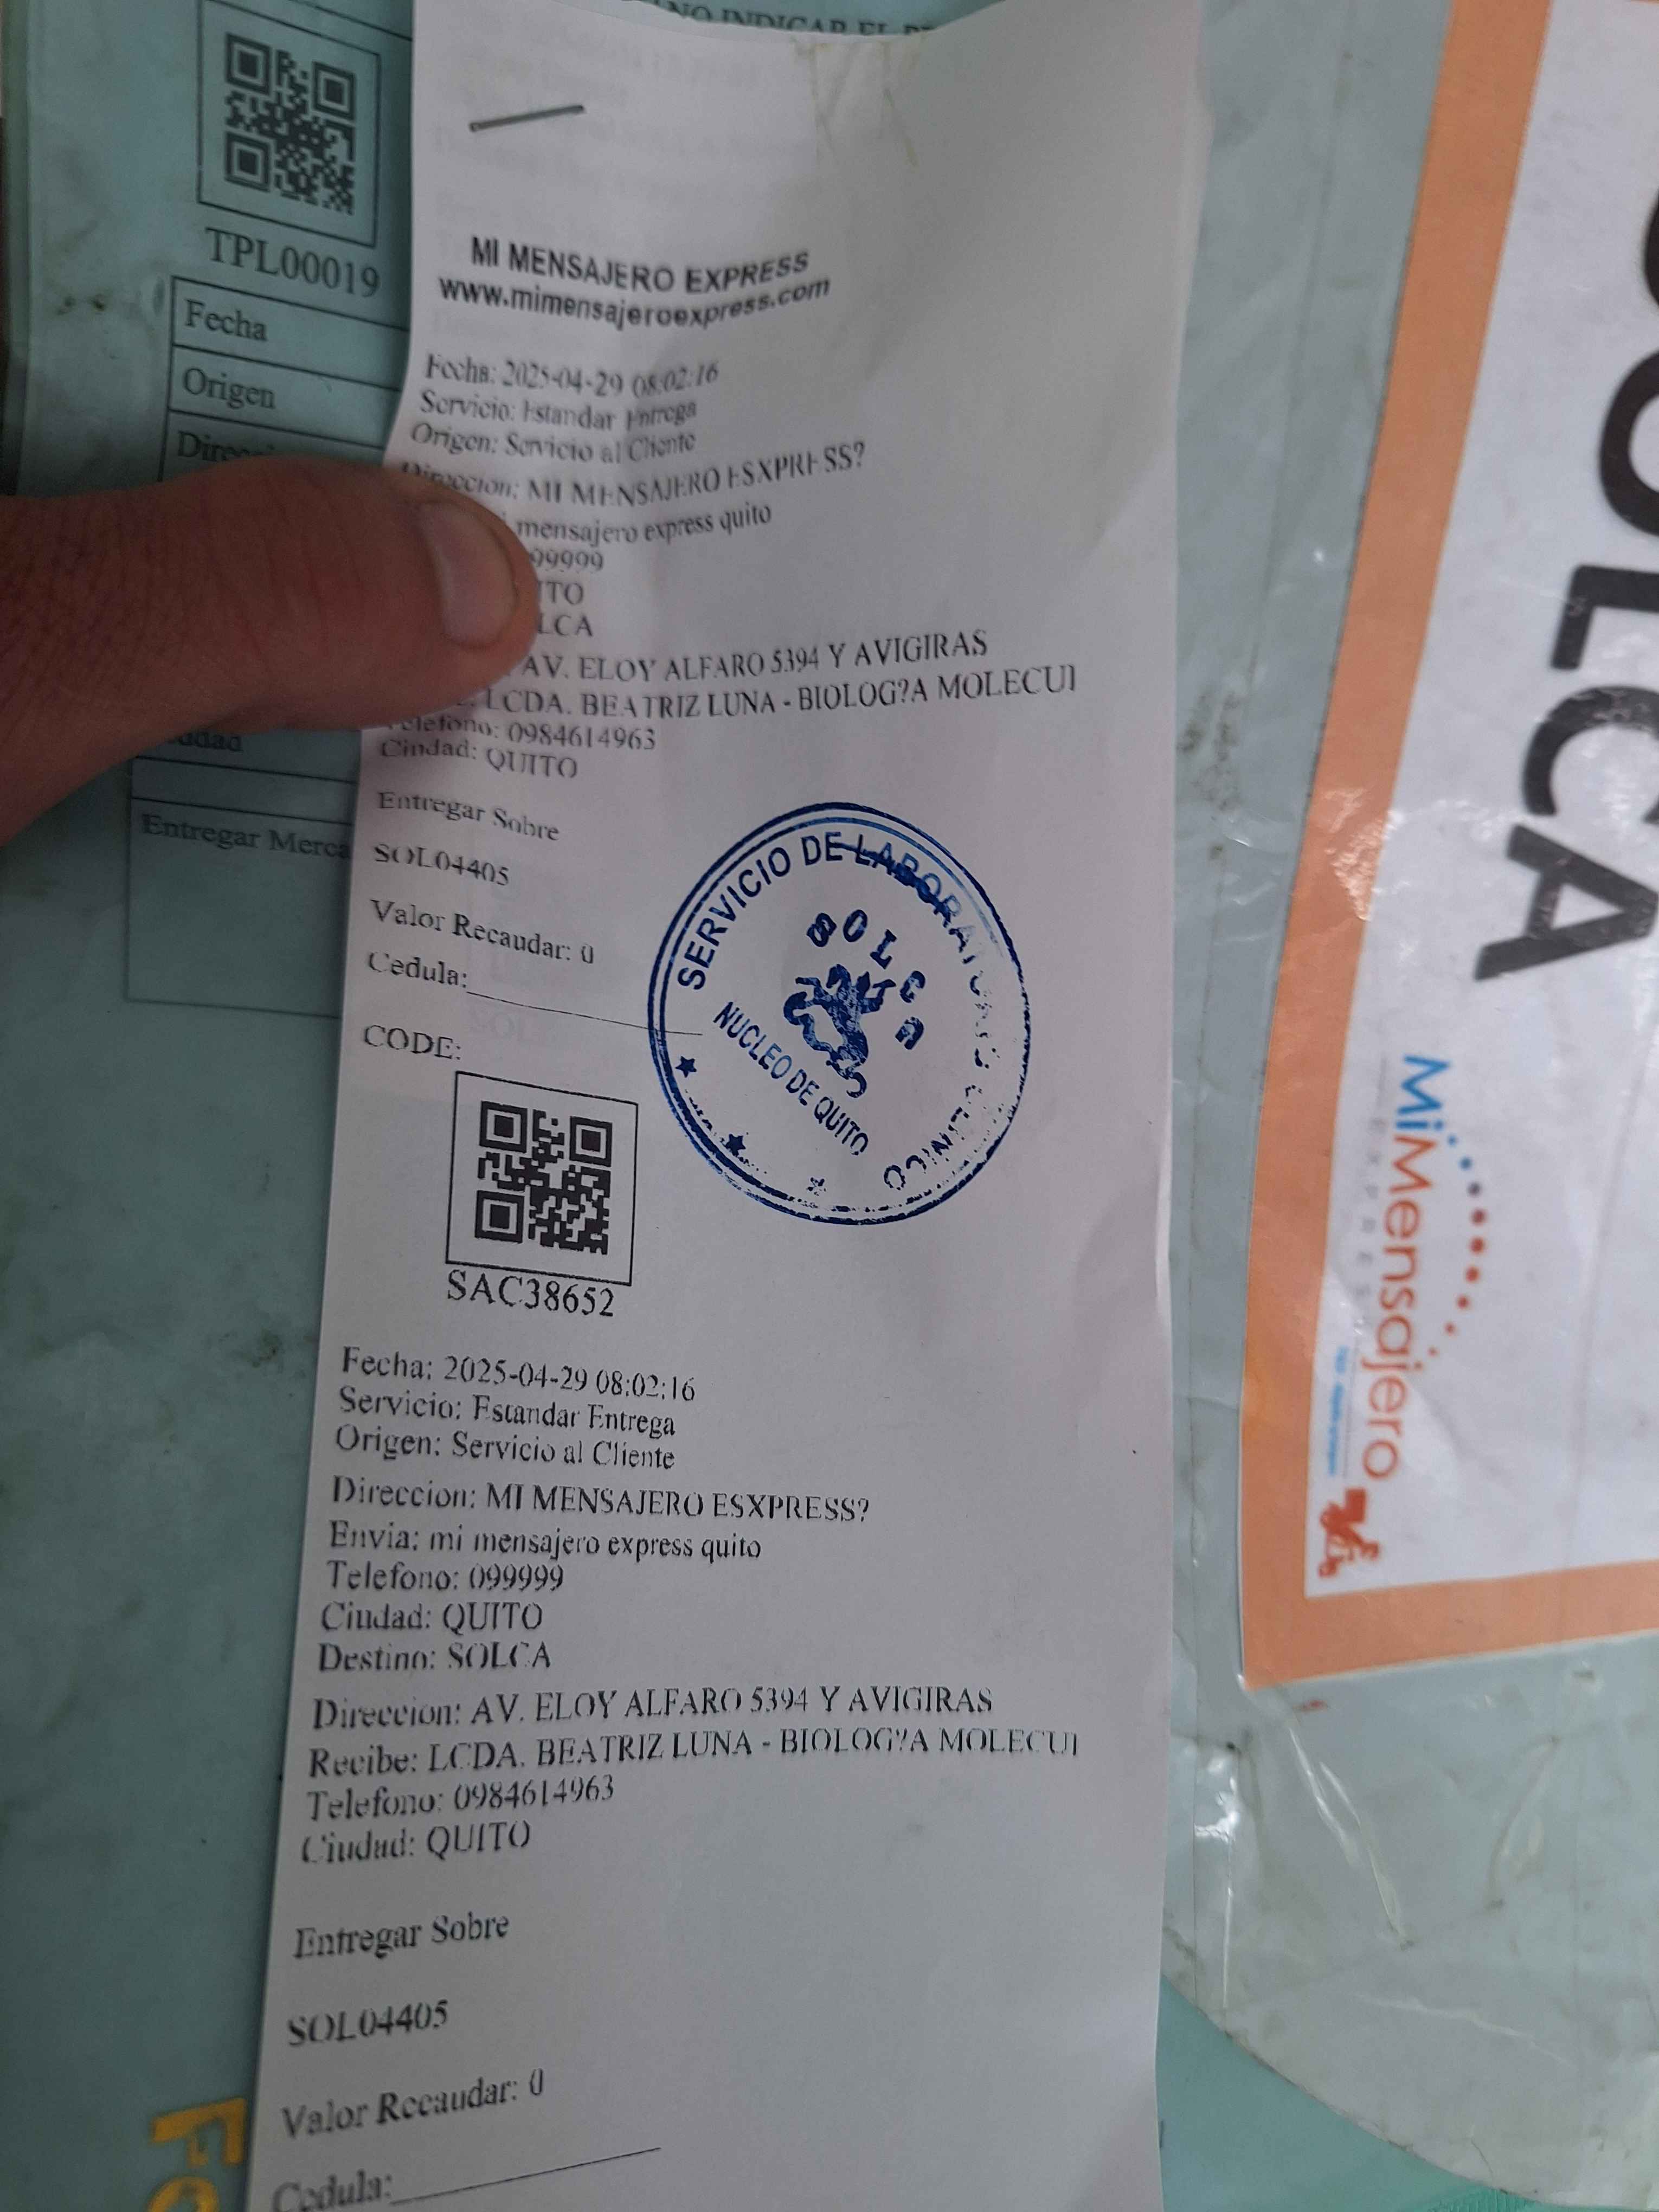 NO INDICAR EL
TPL00019
Fecha
Origen
Entregar Merca
MI MENSAJERO EXPRESS
www.mimensajeroexpress.com
Fecha: 2025-04-29 08:02:16
Servicio: Estandar Entrega
Origen: Servicio al Cliente
Direccion: MI MENSAJERO ESXPRESS?
mensajero express quito
99999
ITO
LCA
AV. ELOY ALFARO 5394 Y AVIGIRAS
LCDA. BEATRIZ LUNA - BIOLOG?A MOLECUI
Telefono: 0984614963
Ciudad: QUITO
Entregar Sobre
SOL04405
Valor Recaudar: 0
Cedula:
CODE:
SERVICIO DE LABORATORIO CLINICO
SOLCA
NUCLEO DE QUITO
SAC38652
Fecha: 2025-04-29 08:02:16
Servicio: Estandar Entrega
Origen: Servicio al Cliente
Direccion: MI MENSAJERO ESXPRESS?
Envia: mi mensajero express quito
Telefono: 099999
Ciudad: QUITO
Destino: SOLCA
Direccion: AV. ELOY ALFARO 5394 Y AVIGIRAS
Recibe: LCDA. BEATRIZ LUNA - BIOLOG?A MOLECUI
Telefono: 0984614963
Ciudad: QUITO
Entregar Sobre
SOL04405
Valor Recaudar: 0
Cedula:
SOLCA
MiMensajero
EXPRESS